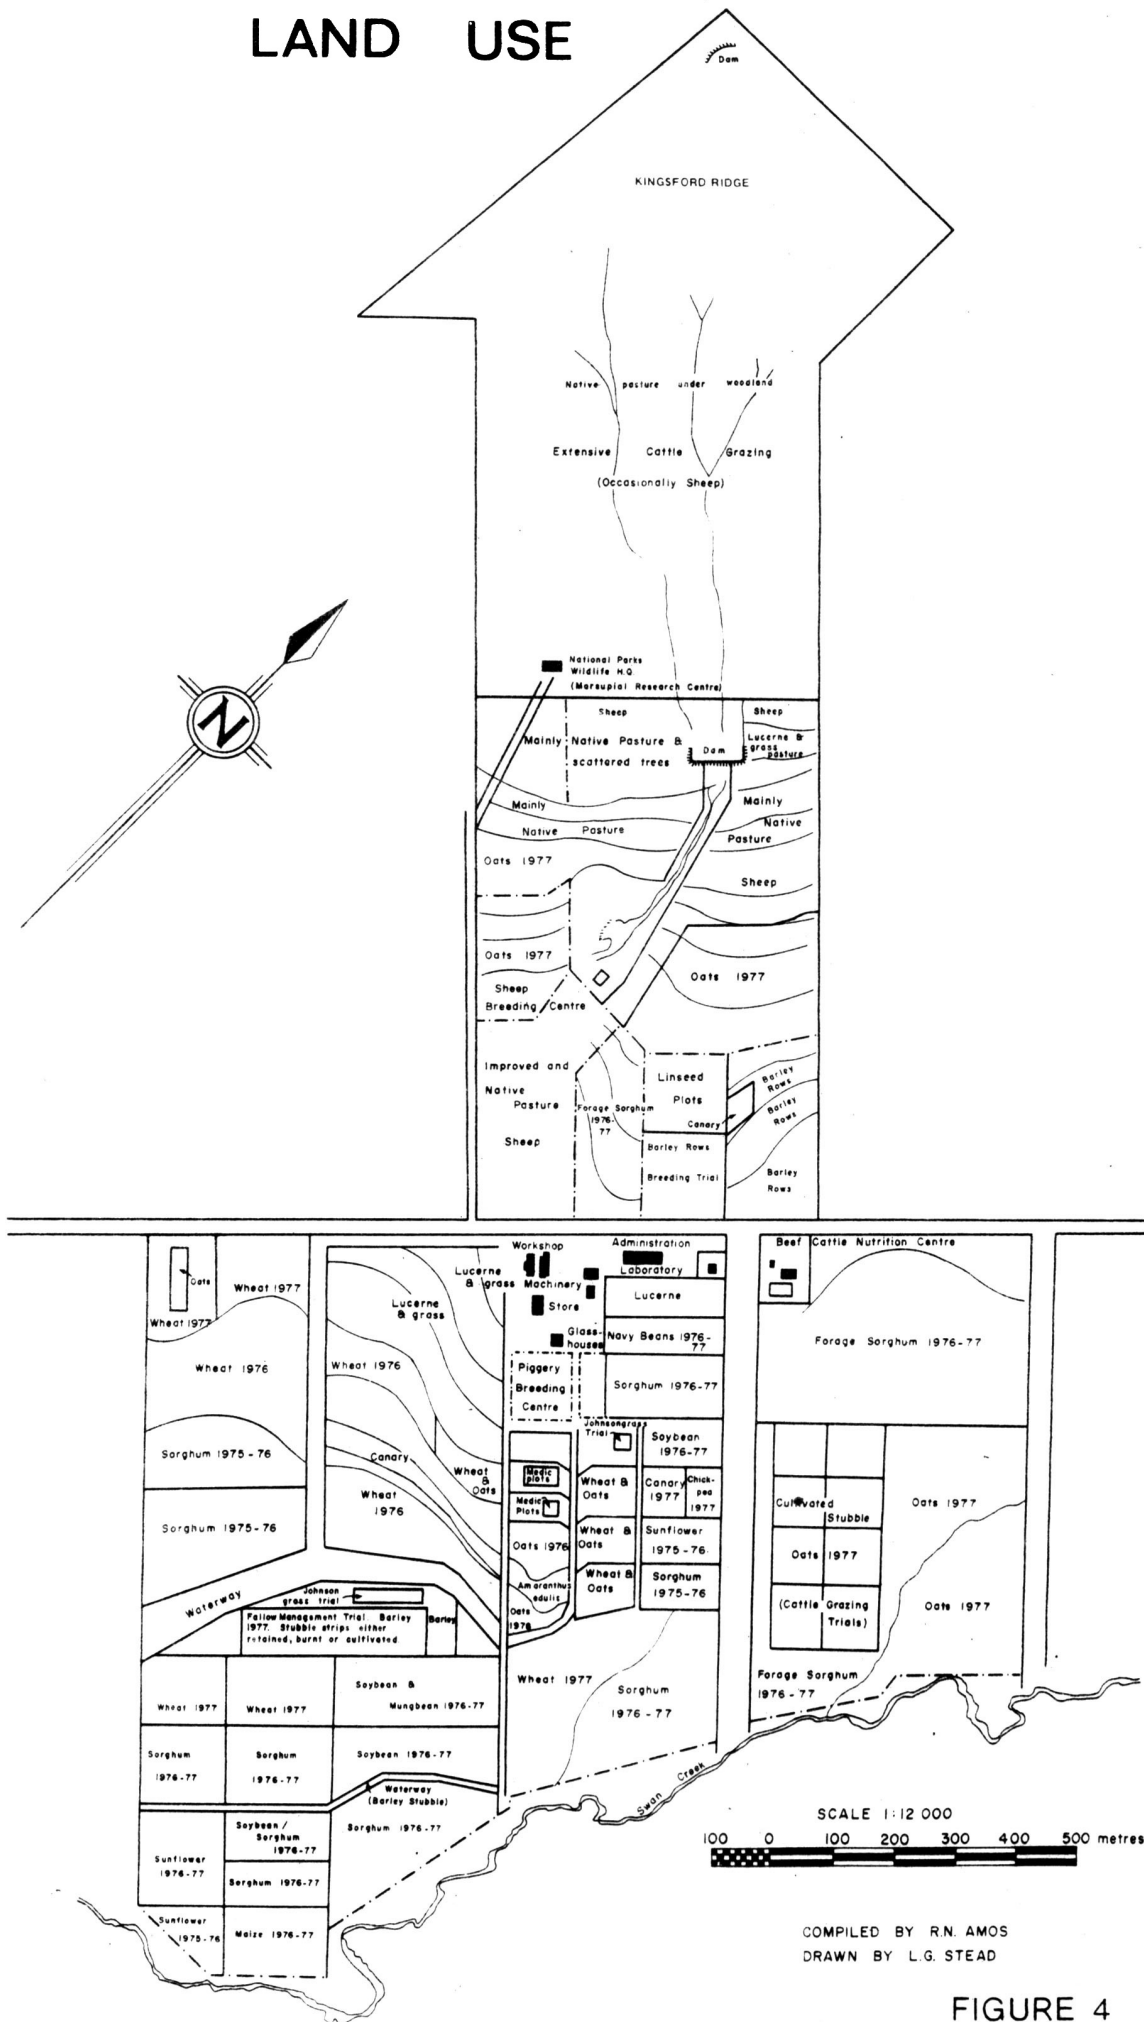 LAND USE
Dam
KINGSFORD RIDGE
Native pasture under woodland
Extensive Cattle Grazing
(Occasionally Sheep)
National Parks
Wildlife H.Q.
(Marsupial Research Centre)
N
Sheep
Mainly Native Pasture &
scattered trees
Dam
Sheep
Lucerne &
grass
pasture
Mainly
Native Pasture
Mainly
Native
Pasture
Oats 1977
Sheep
Oats 1977
Sheep
Breeding Centre
Oats 1977
Improved and
Native
Pasture
Sheep
Forage Sorghum
1976-
77
Linseed
Plots
Canary
Barley Rows
Breeding Trial
Barley
Rows
Barley
Rows
Barley
Rows
Oats
Wheat 1977
Wheat 1977
Wheat 1976
Sorghum 1975-76
Sorghum 1975-76
Lucerne
& grass
Lucerne
& grass
Wheat 1976
Canary
Wheat
1976
Wheat
&
Oats
Workshop
Machinery
Store
Glass-
houses
Administration
Laboratory
Lucerne
Navy Beans 1976-
77
Piggery
Breeding
Centre
Sorghum 1976-77
Johnsongrass
Trial
Soybean
1976-77
Medic
plots
Medic
Plots
Wheat &
Oats
Canary
1977
Chick-
pea
1977
Oats 1976
Wheat &
Oats
Sunflower
1975-76
Amaranthus
edulis
Wheat &
Oats
Sorghum
1975-76
Oats
1976
Beef Cattle Nutrition Centre
Forage Sorghum 1976-77
Cultivated
Stubble
Oats 1977
Oats 1977
(Cattle Grazing
Trials)
Oats 1977
Forage Sorghum
1976-77
Waterway
Johnson
grass trial
Fallow Management Trial. Barley
1977. Stubble strips either
retained, burnt or cultivated
Barley
Wheat 1977
Sorghum
1976-77
Wheat 1977
Wheat 1977
Soybean &
Mungbean 1976-77
Sorghum
1976-77
Sorghum
1976-77
Soybean 1976-77
Waterway
(Barley Stubble)
Swan Creek
Soybean /
Sorghum
1976-77
Sorghum 1976-77
Sunflower
1976-77
Sorghum 1976-77
Sunflower
1975-76
Maize 1976-77
SCALE 1:12 000
100 0 100 200 300 400 500 metres
COMPILED BY R.N. AMOS
DRAWN BY L.G. STEAD
FIGURE 4